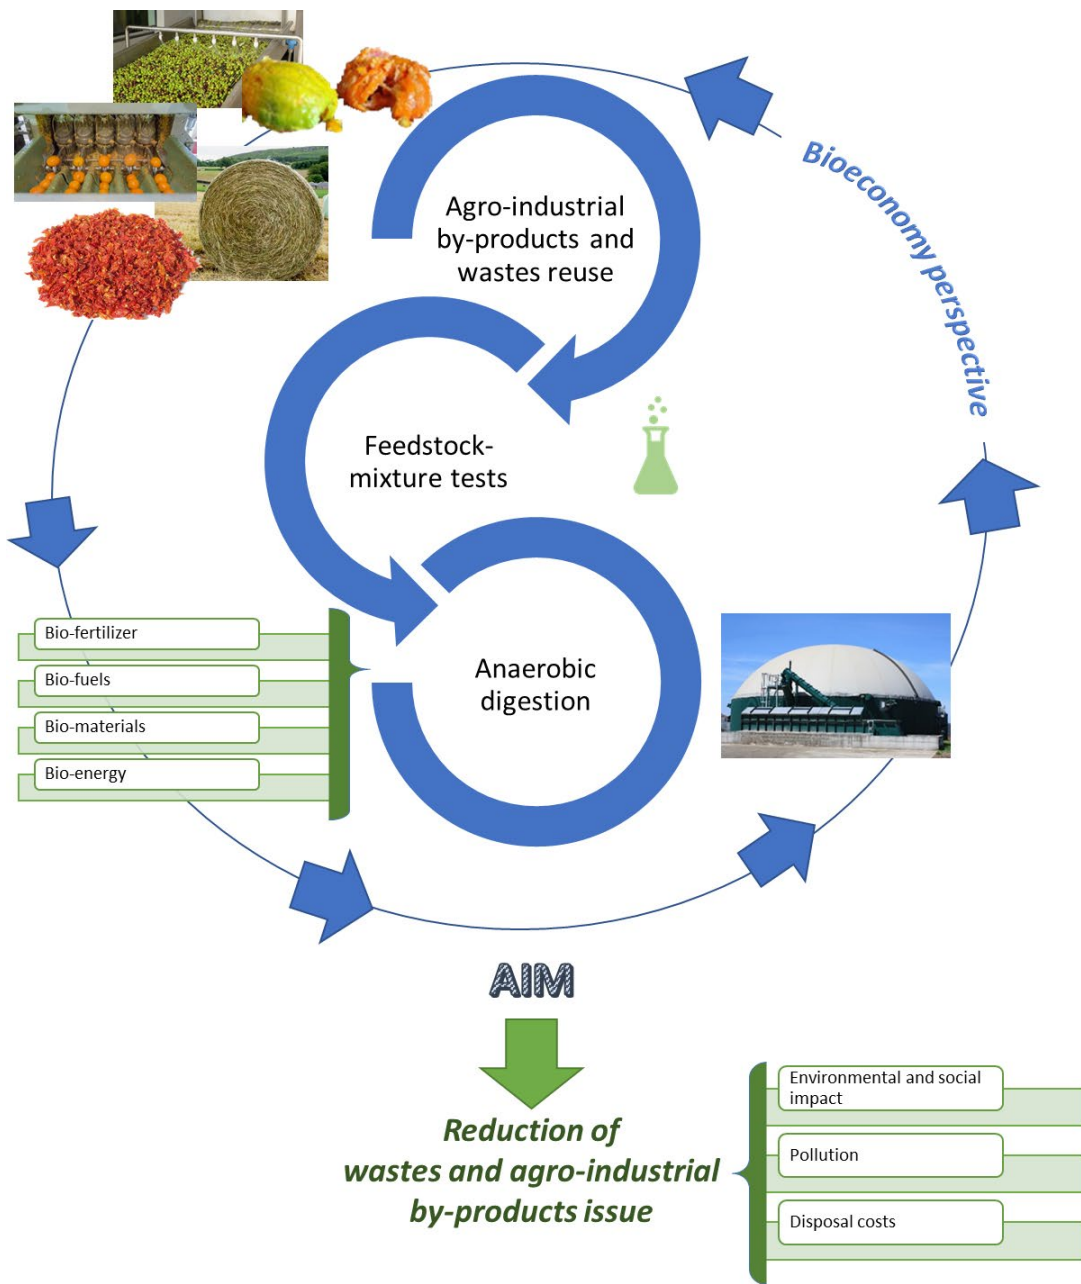 Agro-industrial
by-products and
wastes reuse
Bioeconomy perspective
Feedstock-
mixture tests
Anaerobic
digestion
Bio-fertilizer
Bio-fuels
Bio-materials
Bio-energy
AIM
Reduction of
wastes and agro-industrial
by-products issue
Environmental and social
impact
Pollution
Disposal costs